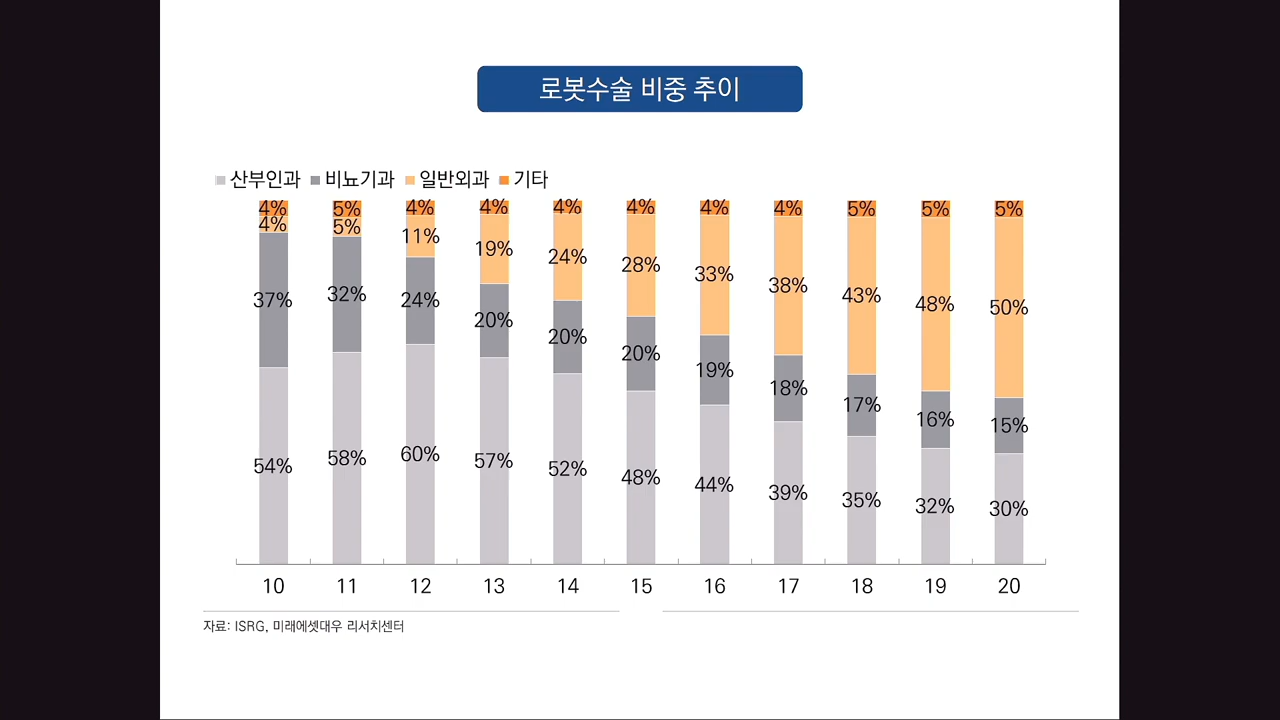 로봇수술 비중 추이
산부인과 비뇨기과 일반외과 기타
4% 5% 4% 4% 4% 4% 4% 4% 5% 5% 5%
4% 5% 11% 19% 24% 28% 33% 38% 43% 48% 50%
37% 32% 24% 20% 20% 20% 19% 18% 17% 16% 15%
54% 58% 60% 57% 52% 48% 44% 39% 35% 32% 30%
10 11 12 13 14 15 16 17 18 19 20
자료: ISRG, 미래에셋대우 리서치센터